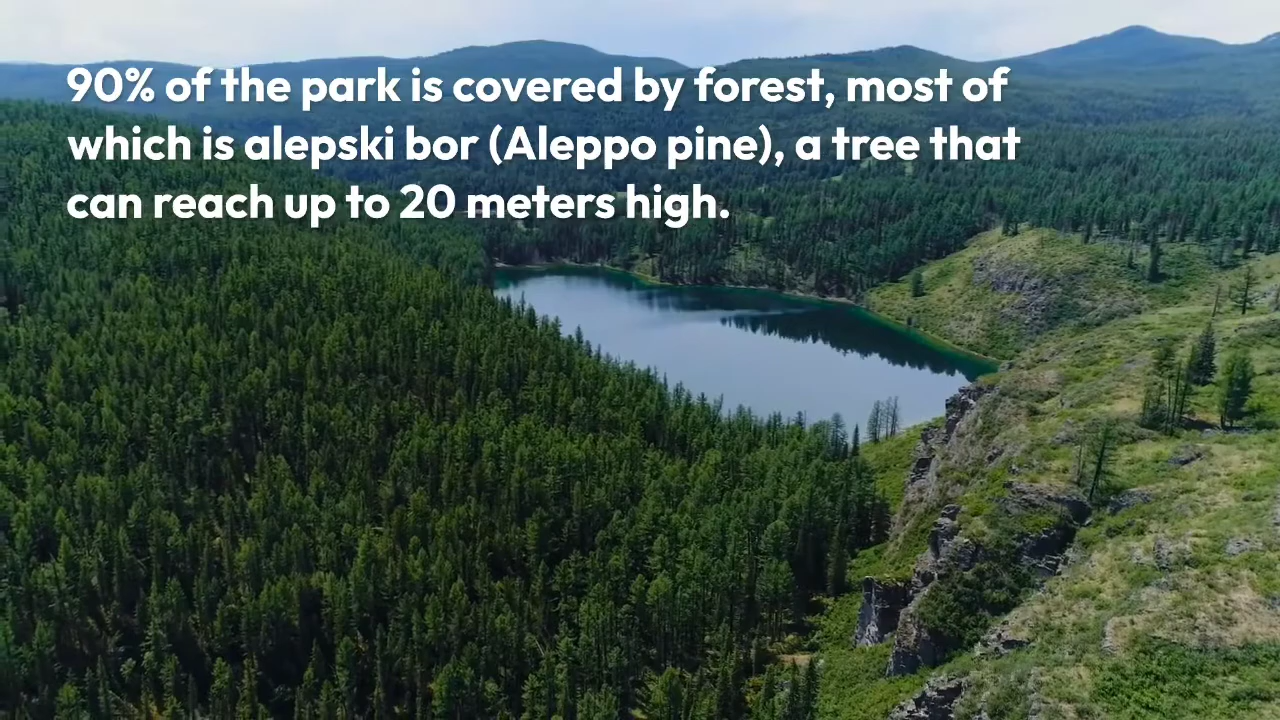 90% of the park is covered by forest, most of
which is alepski bor (Aleppo pine), a tree that
can reach up to 20 meters high.